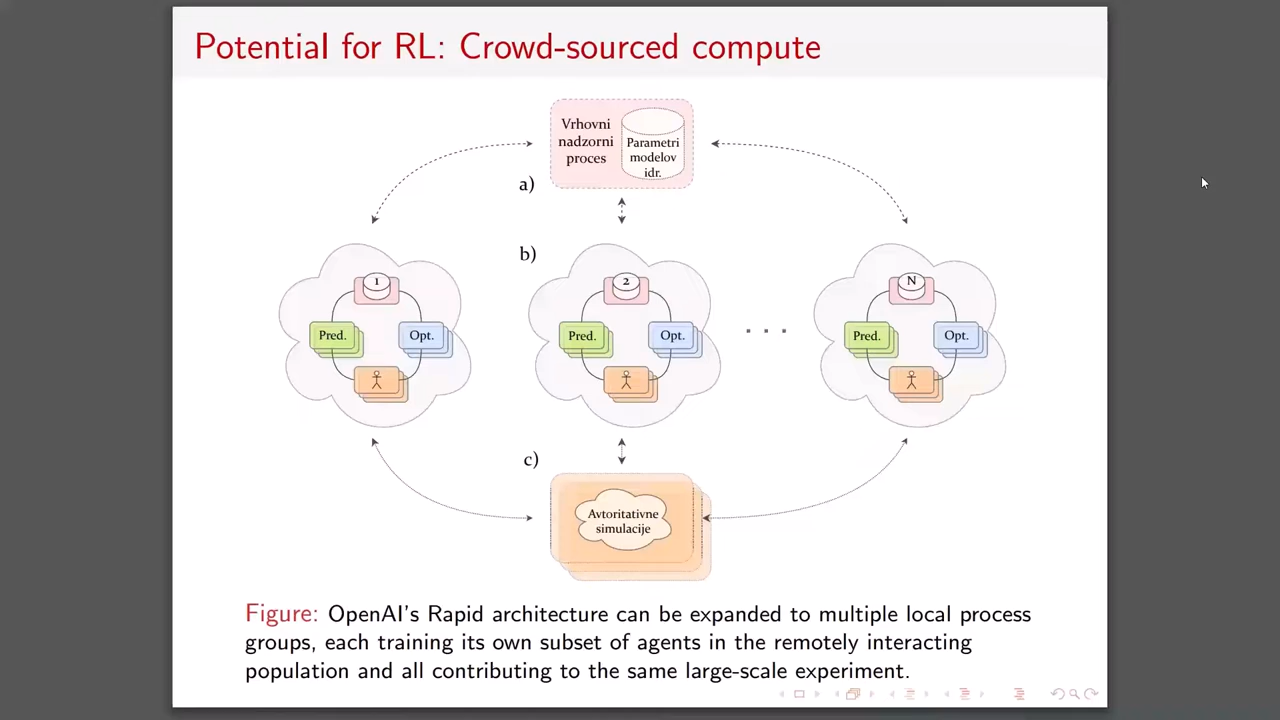 Potential for RL: Crowd-sourced compute
Vrhovni
nadzorni
proces
Parametri
modelov
idr.
a)
b)
1
Pred.
Opt.
2
Pred.
Opt.
. . .
N
Pred.
Opt.
c)
Avtoritativne
simulacije
Figure: OpenAI's Rapid architecture can be expanded to multiple local process
groups, each training its own subset of agents in the remotely interacting
population and all contributing to the same large-scale experiment.